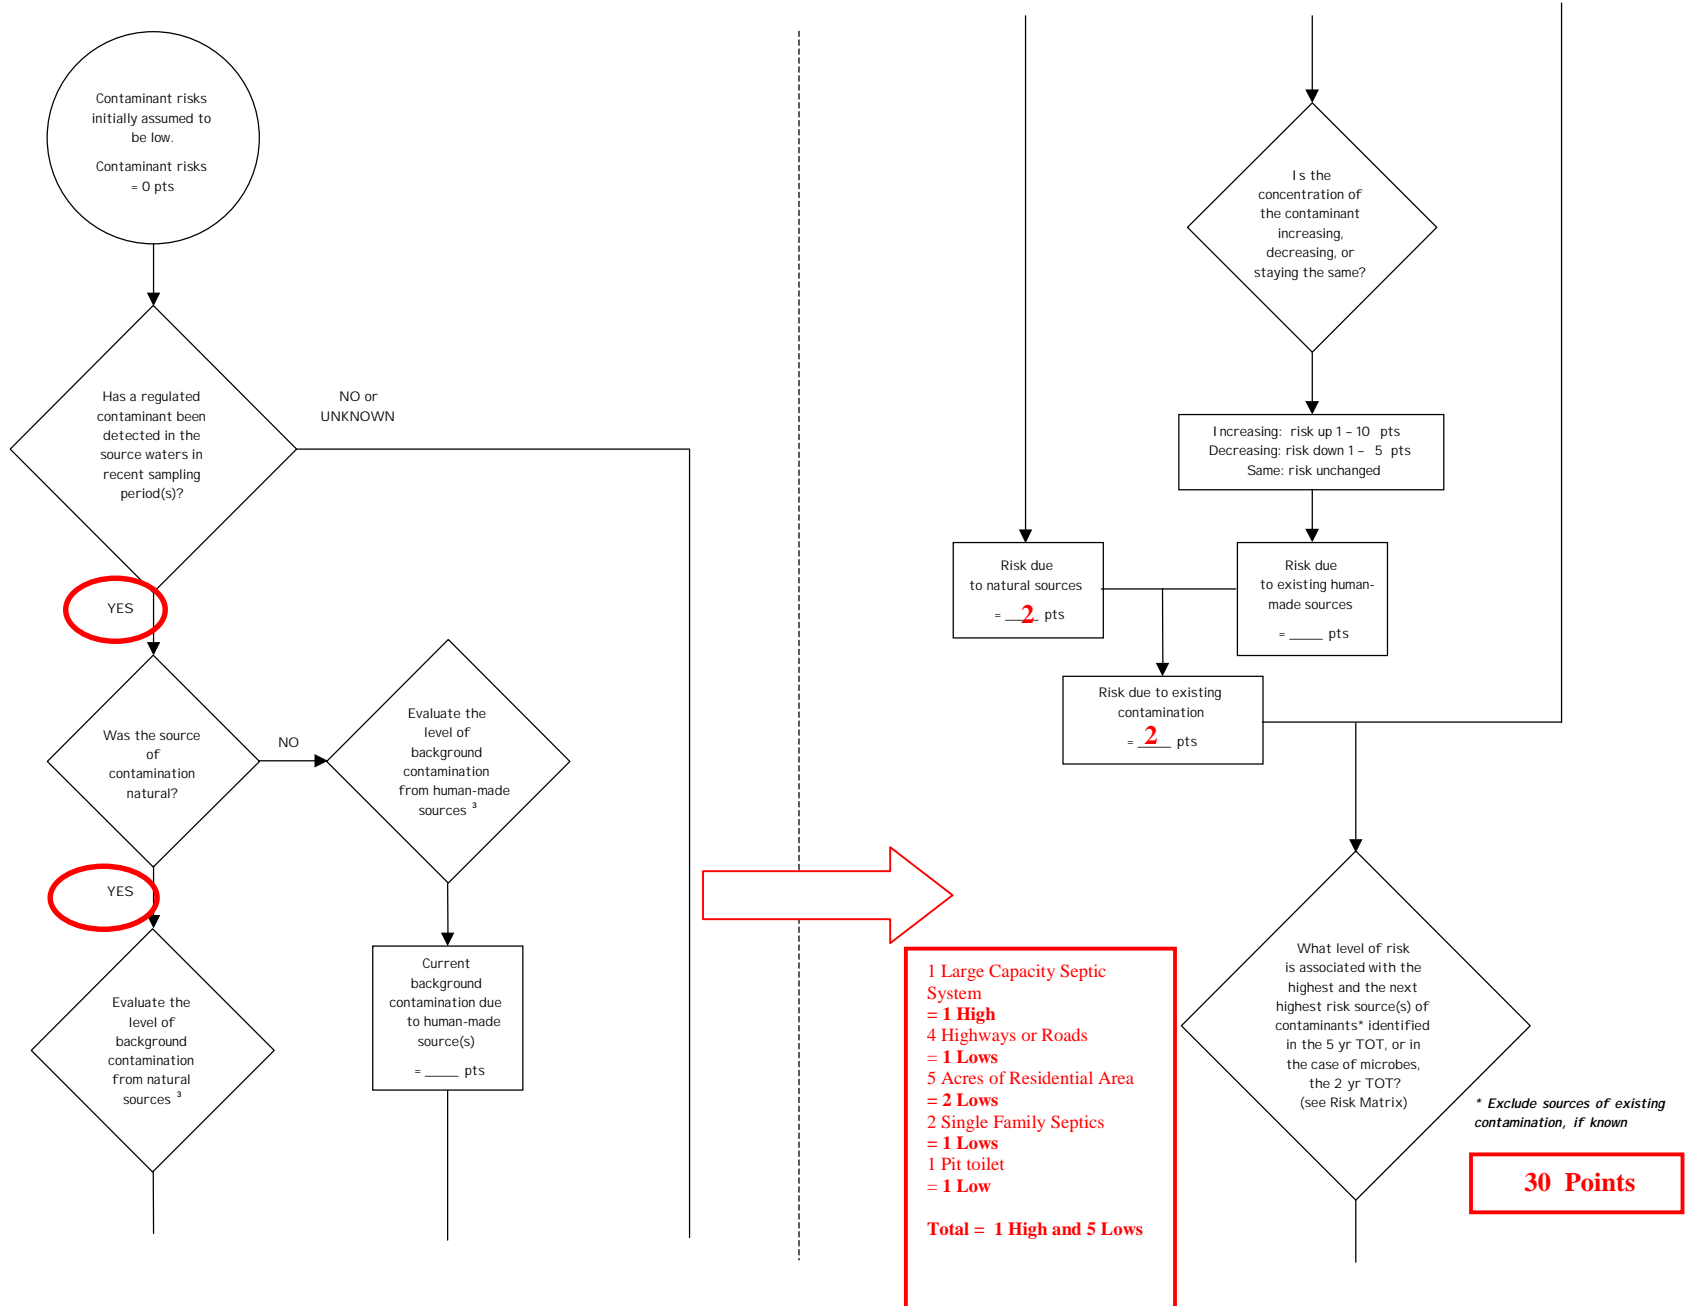 Contaminant risks
initially assumed to
be low.
Contaminant risks
= 0 pts
Has a regulated
contaminant been
detected in the
source waters in
recent sampling
period(s)?
NO or
UNKNOWN
YES
Was the source
of
contamination
natural?
NO
Evaluate the
level of
background
contamination
from human-made
sources ³
YES
Evaluate the
level of
background
contamination
from natural
sources ³
Current
background
contamination due
to human-made
source(s)
= _____ pts
Is the
concentration of
the contaminant
increasing,
decreasing, or
staying the same?
Increasing: risk up 1 – 10 pts
Decreasing: risk down 1 – 5 pts
Same: risk unchanged
Risk due
to natural sources
= __2__ pts
Risk due
to existing human-
made sources
= _____ pts
Risk due to existing
contamination
= __2__ pts
What level of risk
is associated with the
highest and the next
highest risk source(s) of
contaminants* identified
in the 5 yr TOT, or in
the case of microbes,
the 2 yr TOT?
(see Risk Matrix)
* Exclude sources of existing
contamination, if known
30 Points
1 Large Capacity Septic
System
= 1 High
4 Highways or Roads
= 1 Lows
5 Acres of Residential Area
= 2 Lows
2 Single Family Septics
= 1 Lows
1 Pit toilet
= 1 Low
Total = 1 High and 5 Lows